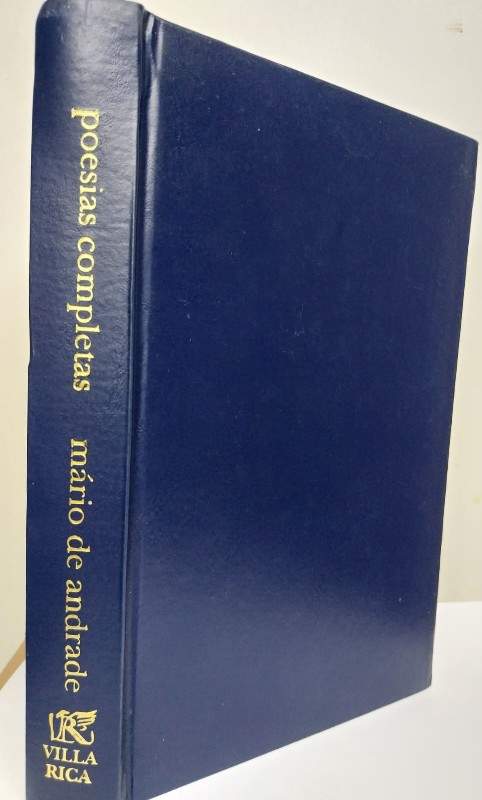 poesias completas mário de andrade
VILLA
RICA